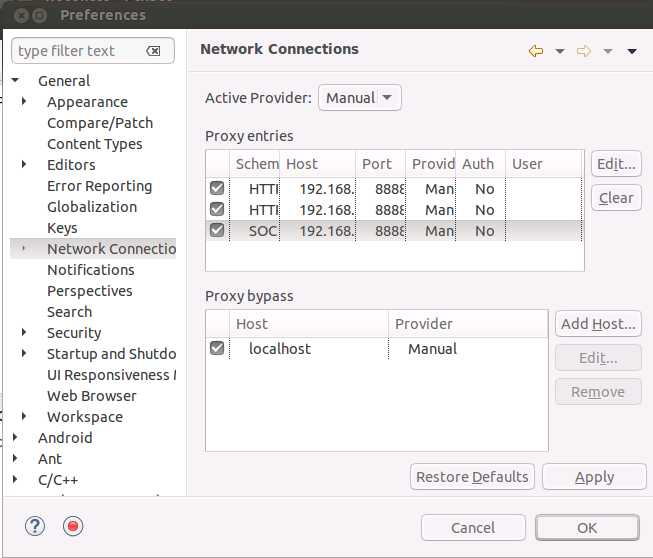 Preferences
type filter text
Network Connections
General
Appearance
Compare/Patch
Content Types
Editors
Error Reporting
Globalization
Keys
Network Connectio
Notifications
Perspectives
Search
Security
Startup and Shutdo
UI Responsiveness M
Web Browser
Workspace
Android
Ant
C/C++
Active Provider: Manual
Proxy entries
Schem Host Port Provid Auth User
HTTI 192.168. 8888 Man No
HTTI 192.168. 8888 Man No
SOC 192.168. 8888 Man No
Edit...
Clear
Proxy bypass
Host Provider
localhost Manual
Add Host...
Edit...
Remove
Restore Defaults Apply
Cancel OK